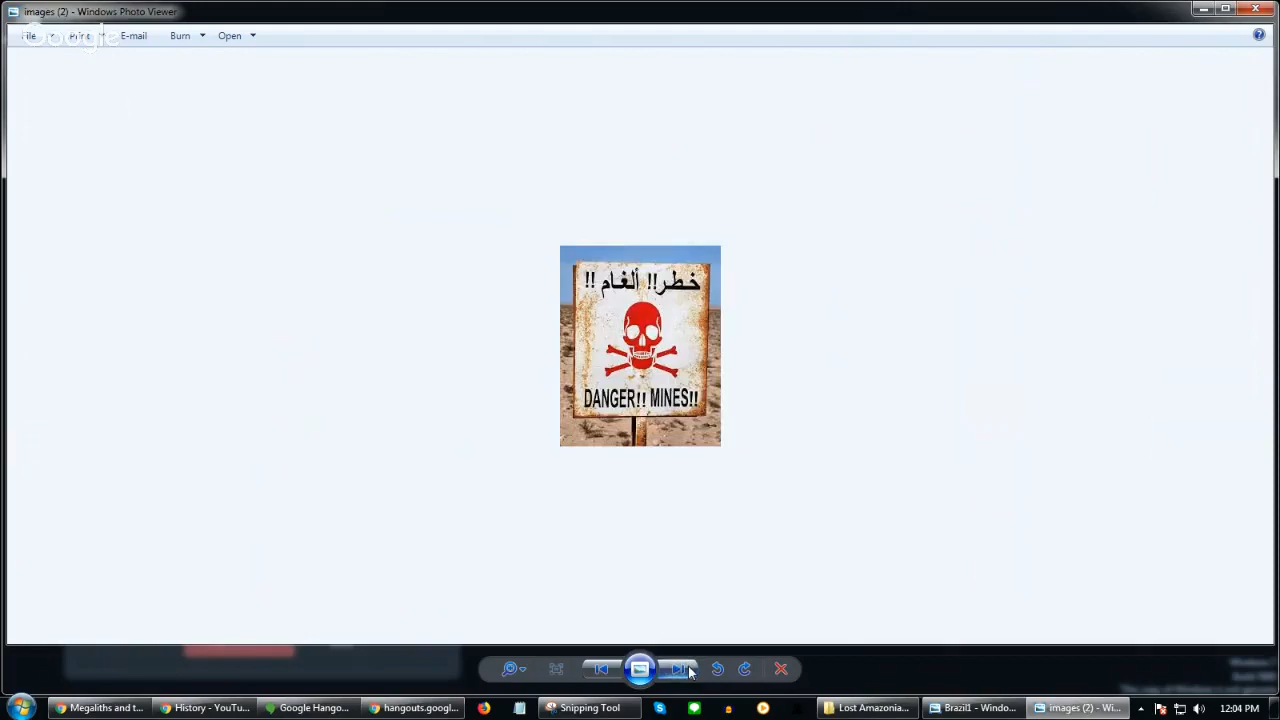 images (2) - Windows Photo Viewer
File Print E-mail Burn Open
Google
خطر!! ألغام !!
DANGER!! MINES!!
Megaliths and t...
History - YouTu...
Google Hango...
hangouts.googl...
Snipping Tool
Lost Amazonia...
Brazil1 - Windo...
images (2) - Wi...
12:04 PM